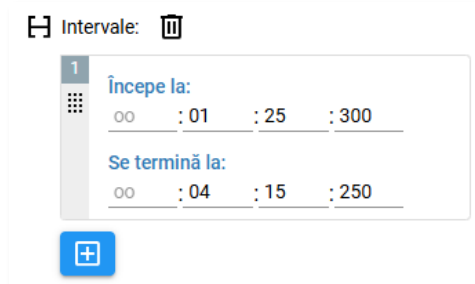 Intervale:
1
Începe la:
oo : 01 : 25 : 300
Se termină la:
oo : 04 : 15 : 250